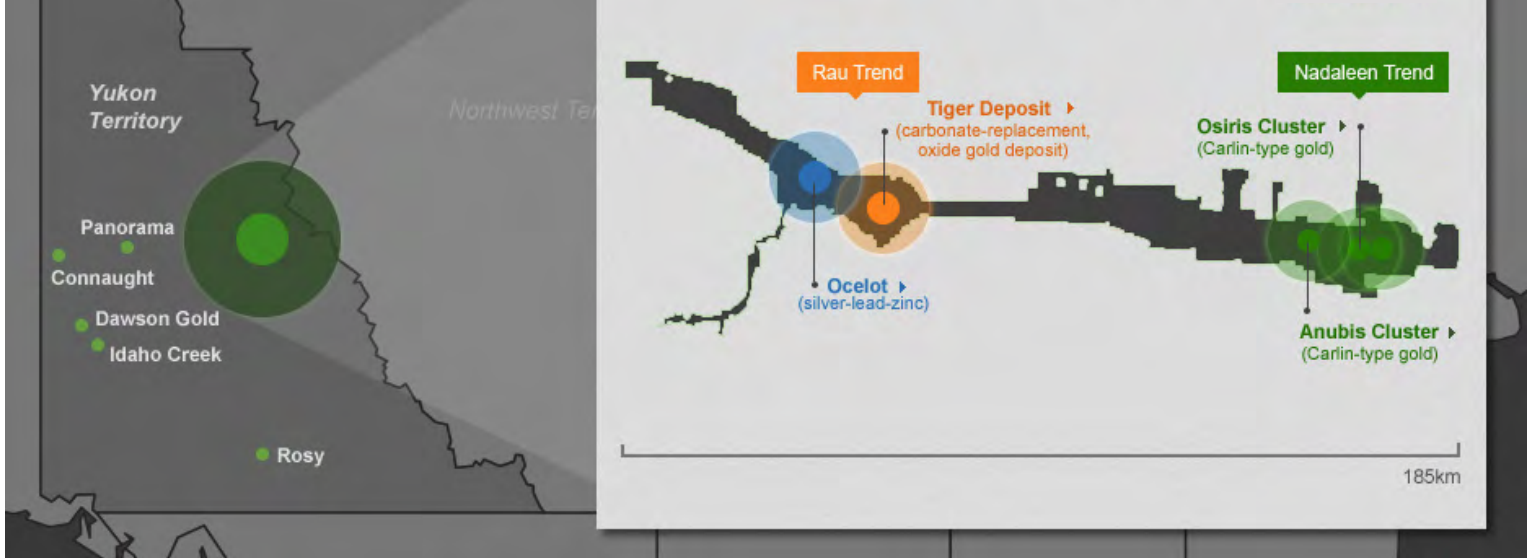 Yukon
Territory
Northwest Ter
Panorama
Connaught
Dawson Gold
Idaho Creek
Rosy
Rau Trend
Nadaleen Trend
Tiger Deposit
(carbonate-replacement,
oxide gold deposit)
Osiris Cluster
(Carlin-type gold)
Ocelot
(silver-lead-zinc)
Anubis Cluster
(Carlin-type gold)
185km